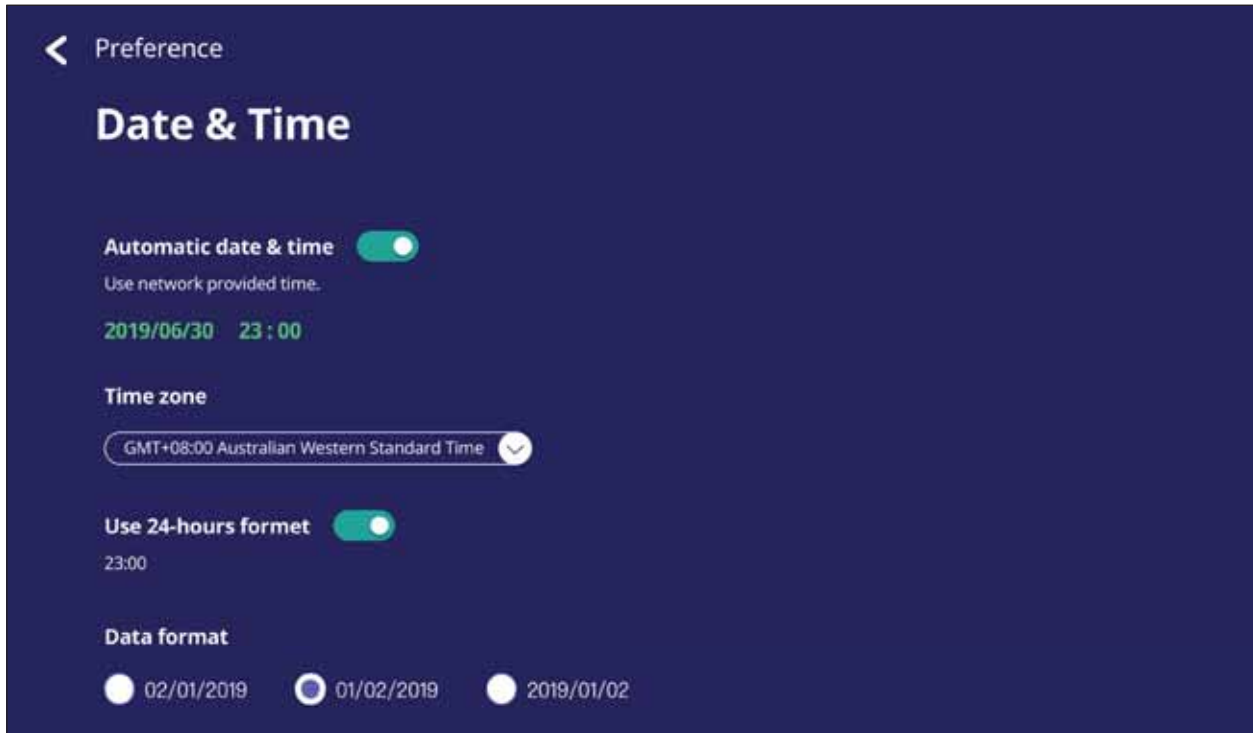 Preference
Date & Time
Automatic date & time
Use network provided time.
2019/06/30 23 : 00
Time zone
GMT+08:00 Australian Western Standard Time
Use 24-hours formet
23:00
Data format
02/01/2019 01/02/2019 2019/01/02